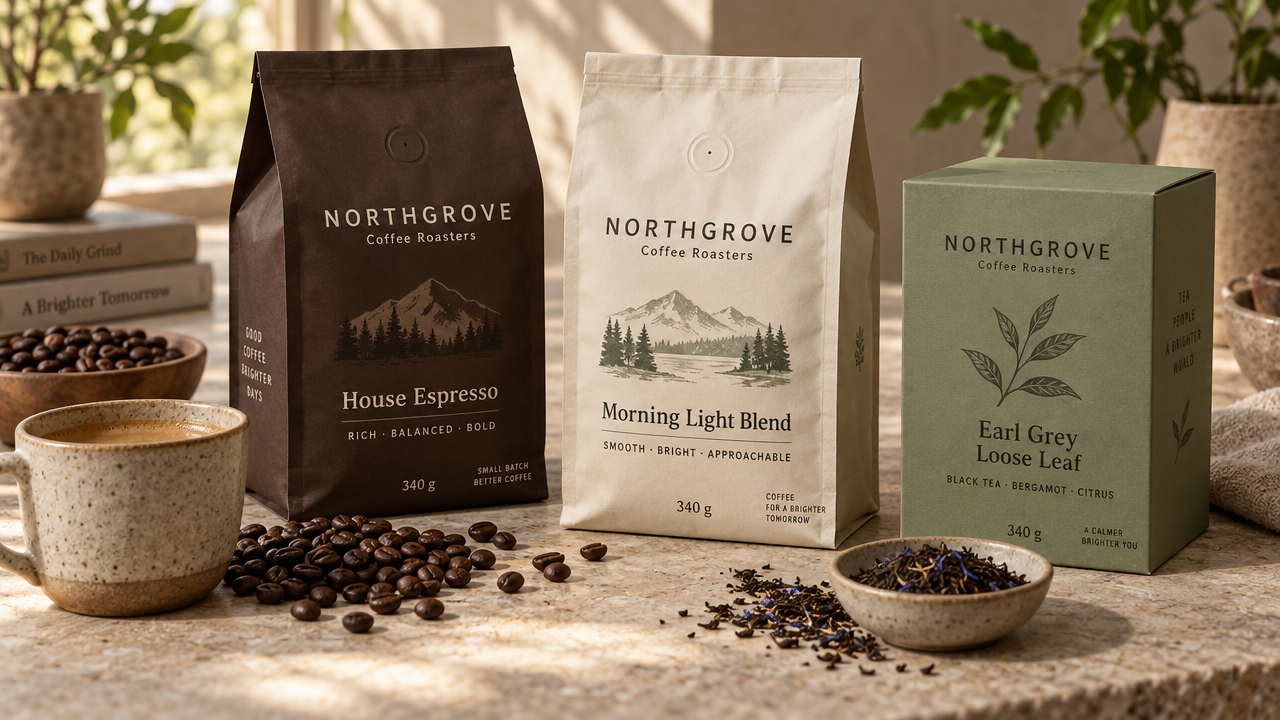 The Daily Grind
A Brighter Tomorrow
GOOD
COFFEE
BRIGHTER
DAYS
NORTHGROVE
Coffee Roasters
House Espresso
RICH · BALANCED · BOLD
340 g
SMALL BATCH
BETTER COFFEE
NORTHGROVE
Coffee Roasters
Morning Light Blend
SMOOTH · BRIGHT · APPROACHABLE
340 g
COFFEE
FOR A BRIGHTER
TOMORROW
NORTHGROVE
Coffee Roasters
Earl Grey
Loose Leaf
BLACK TEA · BERGAMOT · CITRUS
340 g
A CALMER
BRIGHTER YOU
TEA
PEOPLE
A BRIGHTER
WORLD